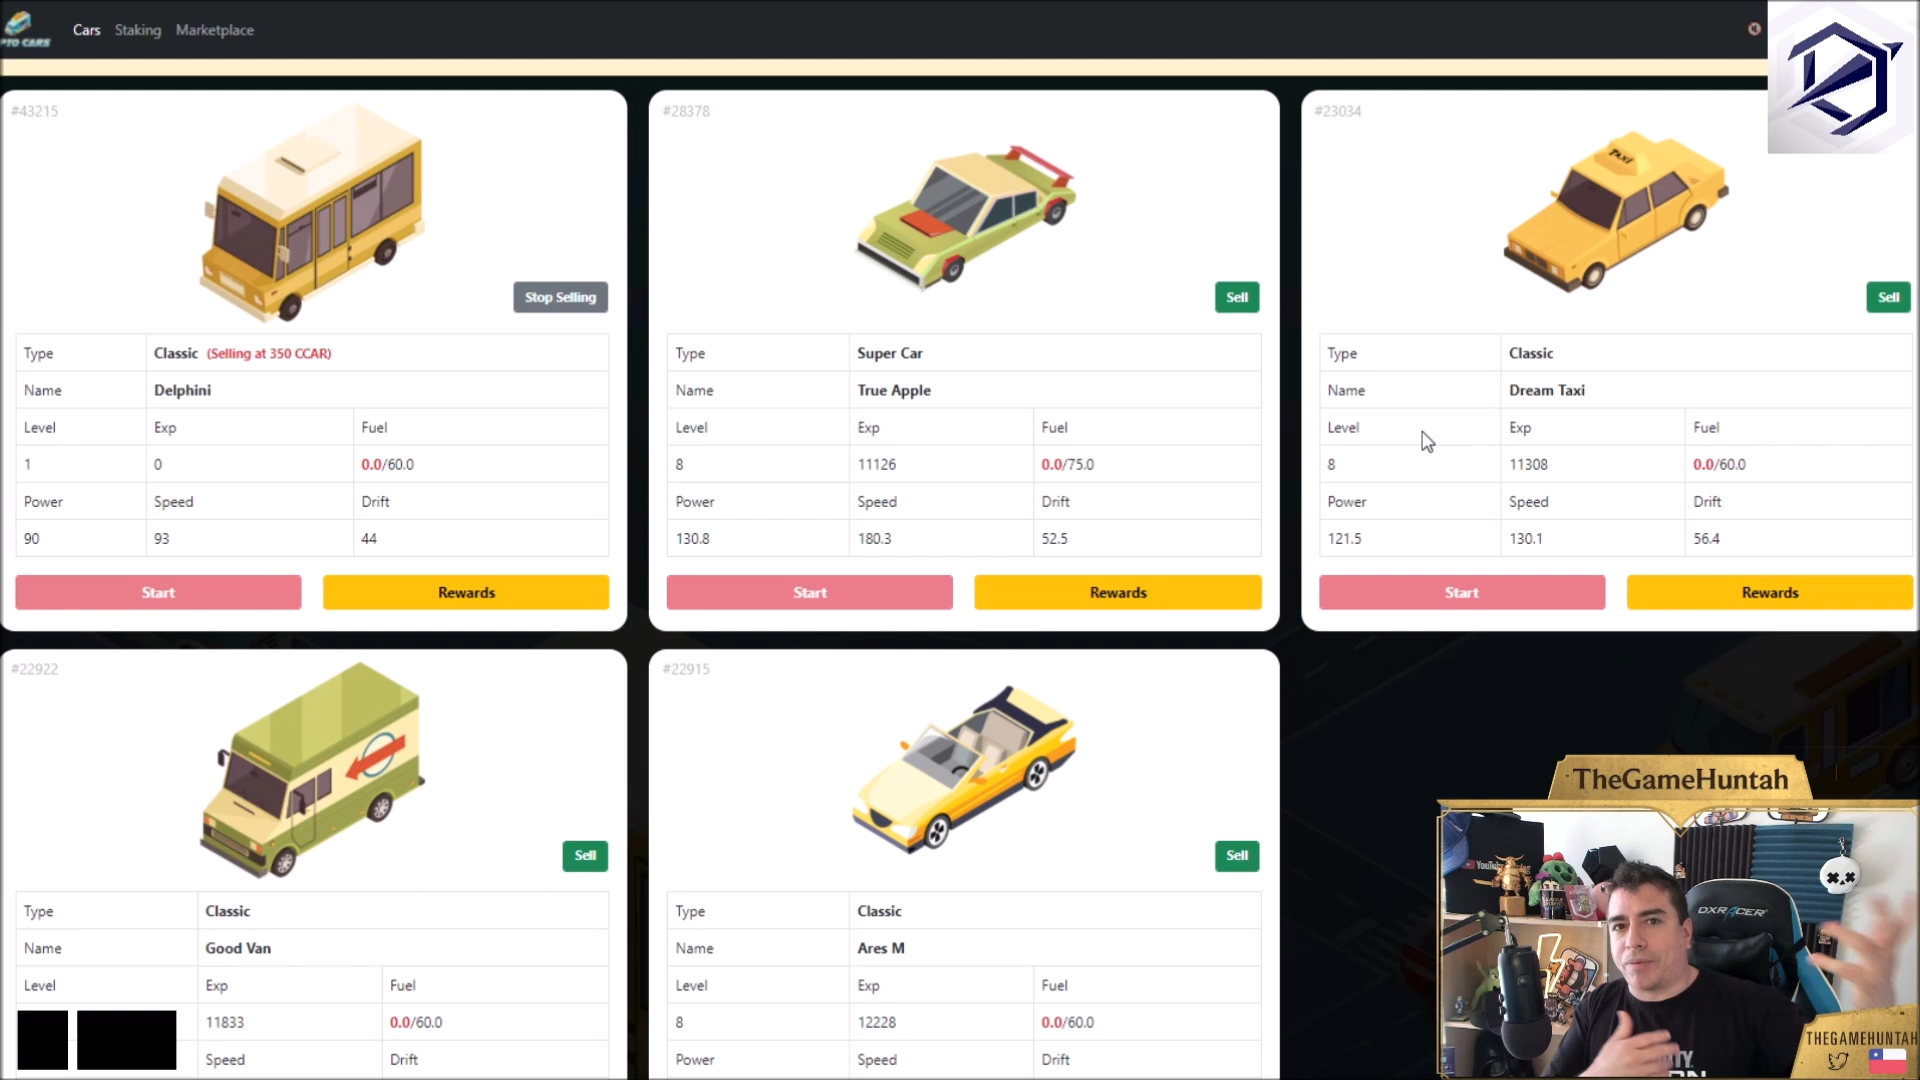 PTO CARS
Cars
Staking
Marketplace
#43215
Stop Selling
Type
Classic (Selling at 350 CCAR)
Name
Delphini
Level
Exp
Fuel
1
0
0.0/60.0
Power
Speed
Drift
90
93
44
Start
Rewards
#28378
Sell
Type
Super Car
Name
True Apple
Level
Exp
Fuel
8
11126
0.0/75.0
Power
Speed
Drift
130.8
180.3
52.5
Start
Rewards
#23034
TAXI
Sell
Type
Classic
Name
Dream Taxi
Level
Exp
Fuel
8
11308
0.0/60.0
Power
Speed
Drift
121.5
130.1
56.4
Start
Rewards
#22922
Sell
Type
Classic
Name
Good Van
Level
Exp
Fuel
11833
0.0/60.0
Speed
Drift
#22915
Sell
Type
Classic
Name
Ares M
Level
Exp
Fuel
8
12228
0.0/60.0
Power
Speed
Drift
TheGameHuntah
YouTube
DXRACER
THEGAMEHUNTAH